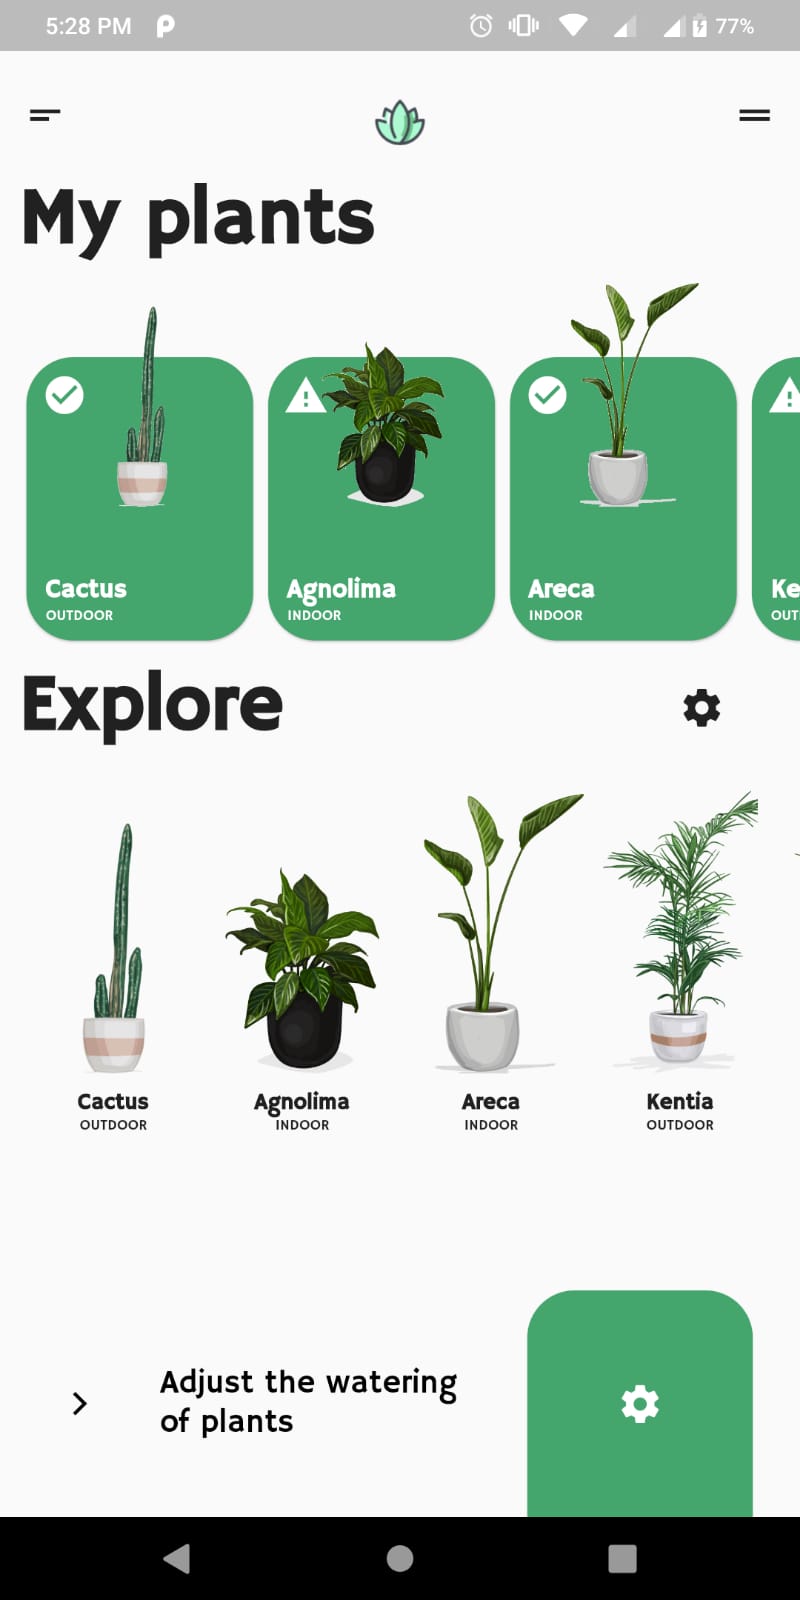 5:28 PM
77%
My plants
Cactus
OUTDOOR
Agnolima
INDOOR
Areca
INDOOR
Ke
OUT
Explore
Cactus
OUTDOOR
Agnolima
INDOOR
Areca
INDOOR
Kentia
OUTDOOR
Adjust the watering
of plants